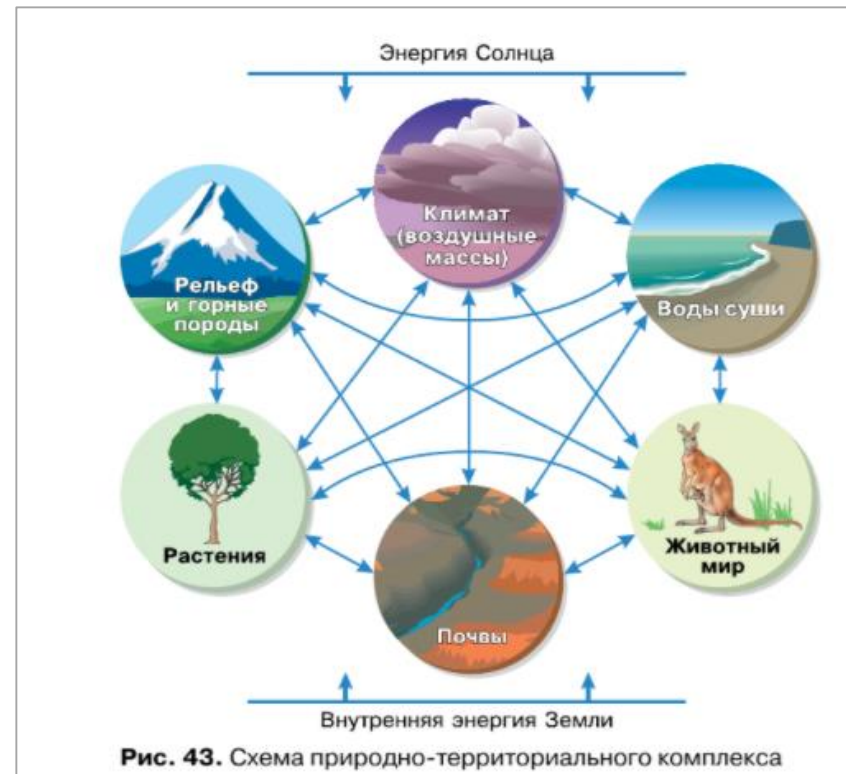 Энергия Солнца
Климат
(воздушные
массы)
Рельеф
и горные
породы
Воды суши
Растения
Животный
мир
Почвы
Внутренняя энергия Земли
Рис. 43. Схема природно-территориального комплекса